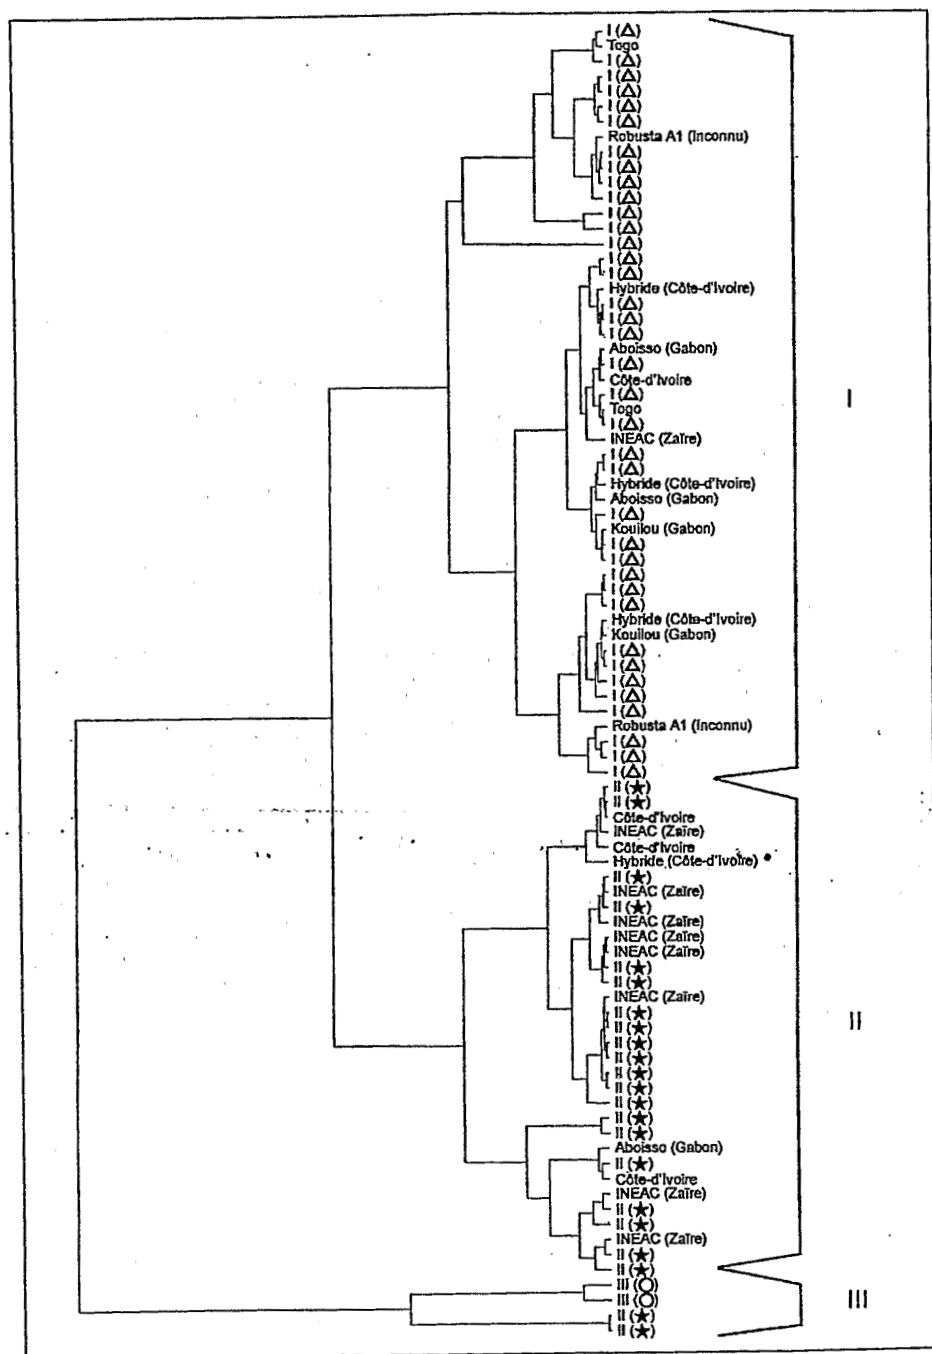 I (△)
Togo
I (△)
I (△)
I (△)
I (△)
I (△)
Robusta A1 (Inconnu)
I (△)
I (△)
I (△)
I (△)
I (△)
I (△)
I (△)
I (△)
I (△)
Hybride (Côte-d'Ivoire)
I (△)
I (△)
I (△)
Aboisso (Gabon)
I (△)
Côte-d'Ivoire
I (△)
Togo
I (△)
INEAC (Zaïre)
I (△)
I (△)
Hybride (Côte-d'Ivoire)
Aboisso (Gabon)
I (△)
Kouilou (Gabon)
I (△)
I (△)
I (△)
I (△)
I (△)
Hybride (Côte-d'Ivoire)
Kouilou (Gabon)
I (△)
I (△)
I (△)
I (△)
I (△)
Robusta A1 (Inconnu)
I (△)
I (△)
I (△)
I
II (★)
II (★)
Côte-d'Ivoire
INEAC (Zaïre)
Côte-d'Ivoire
Hybride (Côte-d'Ivoire)
II (★)
INEAC (Zaïre)
II (★)
INEAC (Zaïre)
INEAC (Zaïre)
INEAC (Zaïre)
II (★)
II (★)
INEAC (Zaïre)
II (★)
II (★)
II (★)
II (★)
II (★)
II (★)
II (★)
II (★)
II (★)
Aboisso (Gabon)
II (★)
Côte-d'Ivoire
INEAC (Zaïre)
II (★)
II (★)
INEAC (Zaïre)
II (★)
II (★)
II
III (○)
III (○)
II (★)
II (★)
III